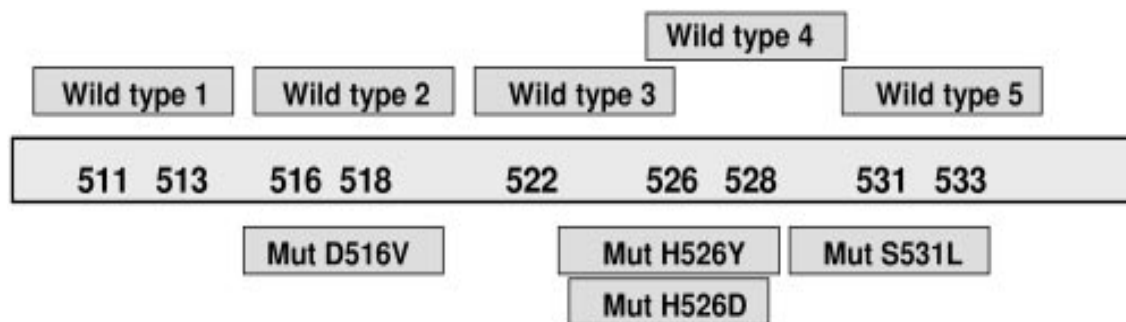 Wild type 4
Wild type 1 Wild type 2 Wild type 3 Wild type 5
511 513 516 518 522 526 528 531 533
Mut D516V Mut H526Y Mut S531L
Mut H526D